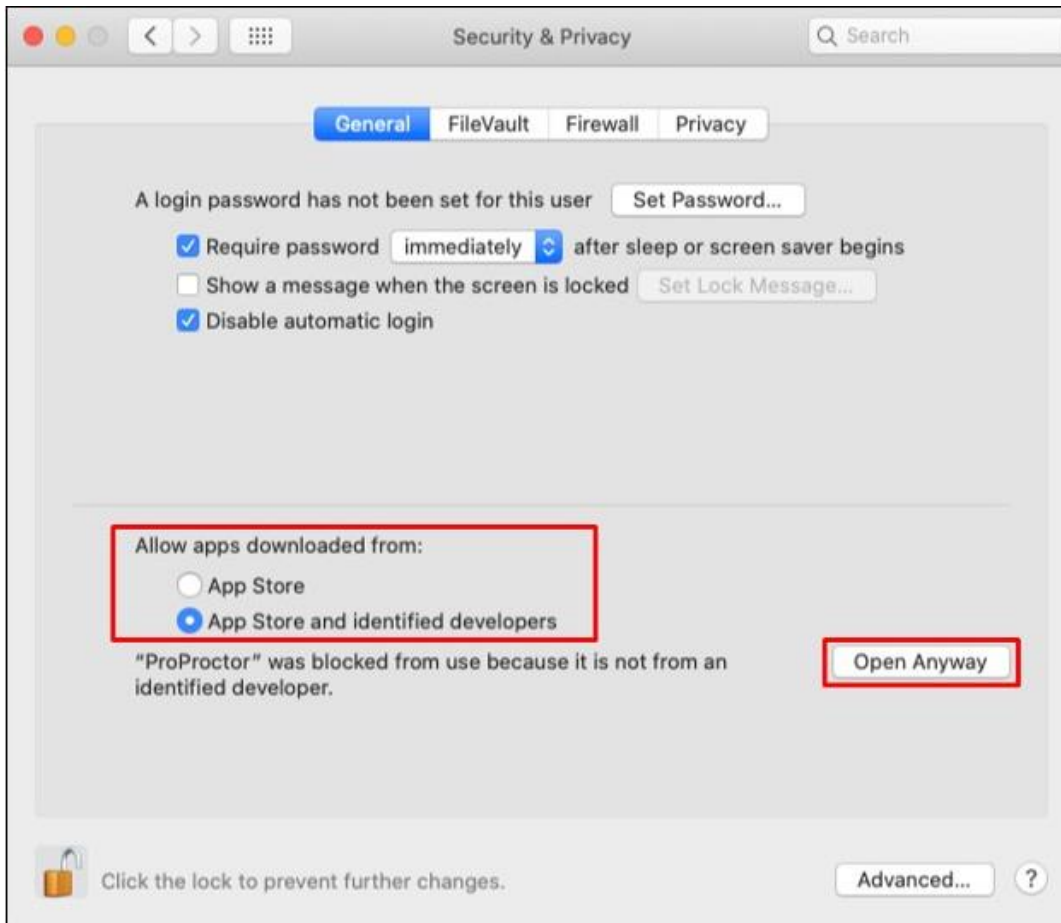 Security & Privacy
Search
General FileVault Firewall Privacy
A login password has not been set for this user Set Password...
Require password immediately after sleep or screen saver begins
Show a message when the screen is locked Set Lock Message...
Disable automatic login
Allow apps downloaded from:
App Store
App Store and identified developers
“ProProctor” was blocked from use because it is not from an
identified developer.
Open Anyway
Click the lock to prevent further changes.
Advanced... ?